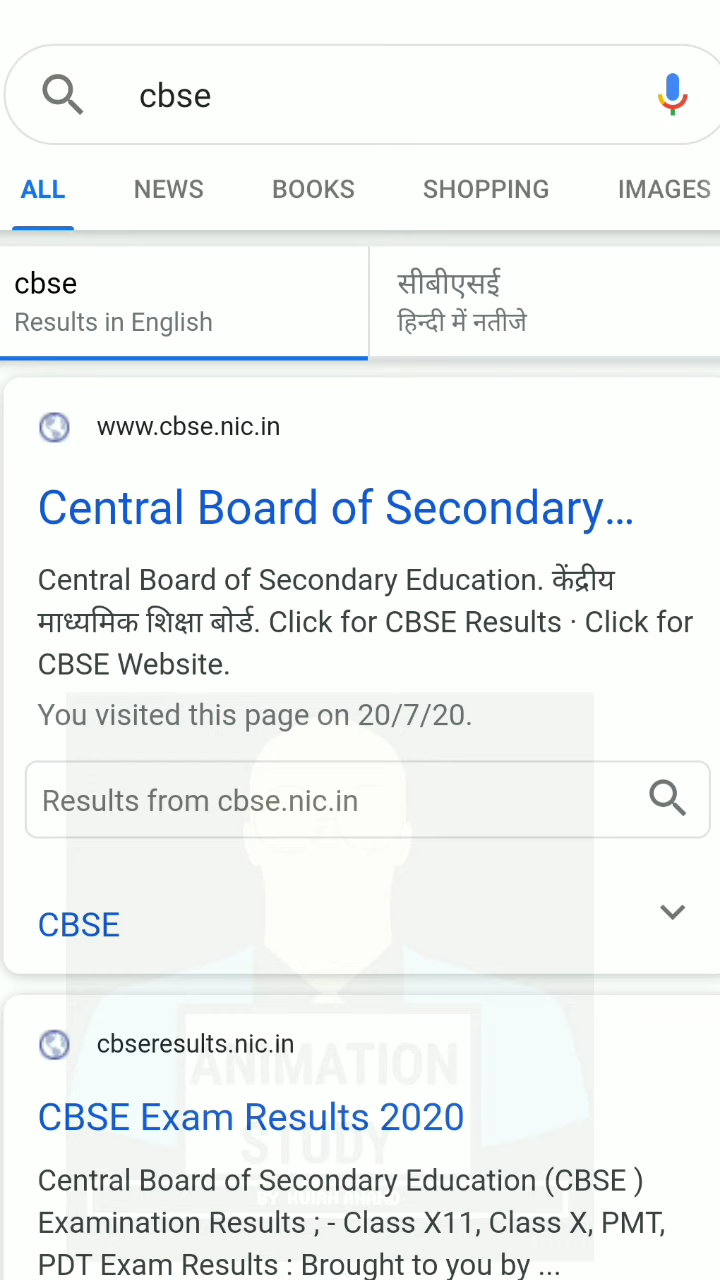 cbse
ALL NEWS BOOKS SHOPPING IMAGES
cbse
Results in English
सीबीएसई
हिन्दी में नतीजे
www.cbse.nic.in
Central Board of Secondary...
Central Board of Secondary Education. केंद्रीय
माध्यमिक शिक्षा बोर्ड. Click for CBSE Results · Click for
CBSE Website.
You visited this page on 20/7/20.
Results from cbse.nic.in
CBSE
cbseresults.nic.in
ANIMATION
CBSE Exam Results 2020
STUDY
Central Board of Secondary Education (CBSE )
Examination Results ; - Class X11, Class X, PMT,
PDT Exam Results : Brought to you by ...